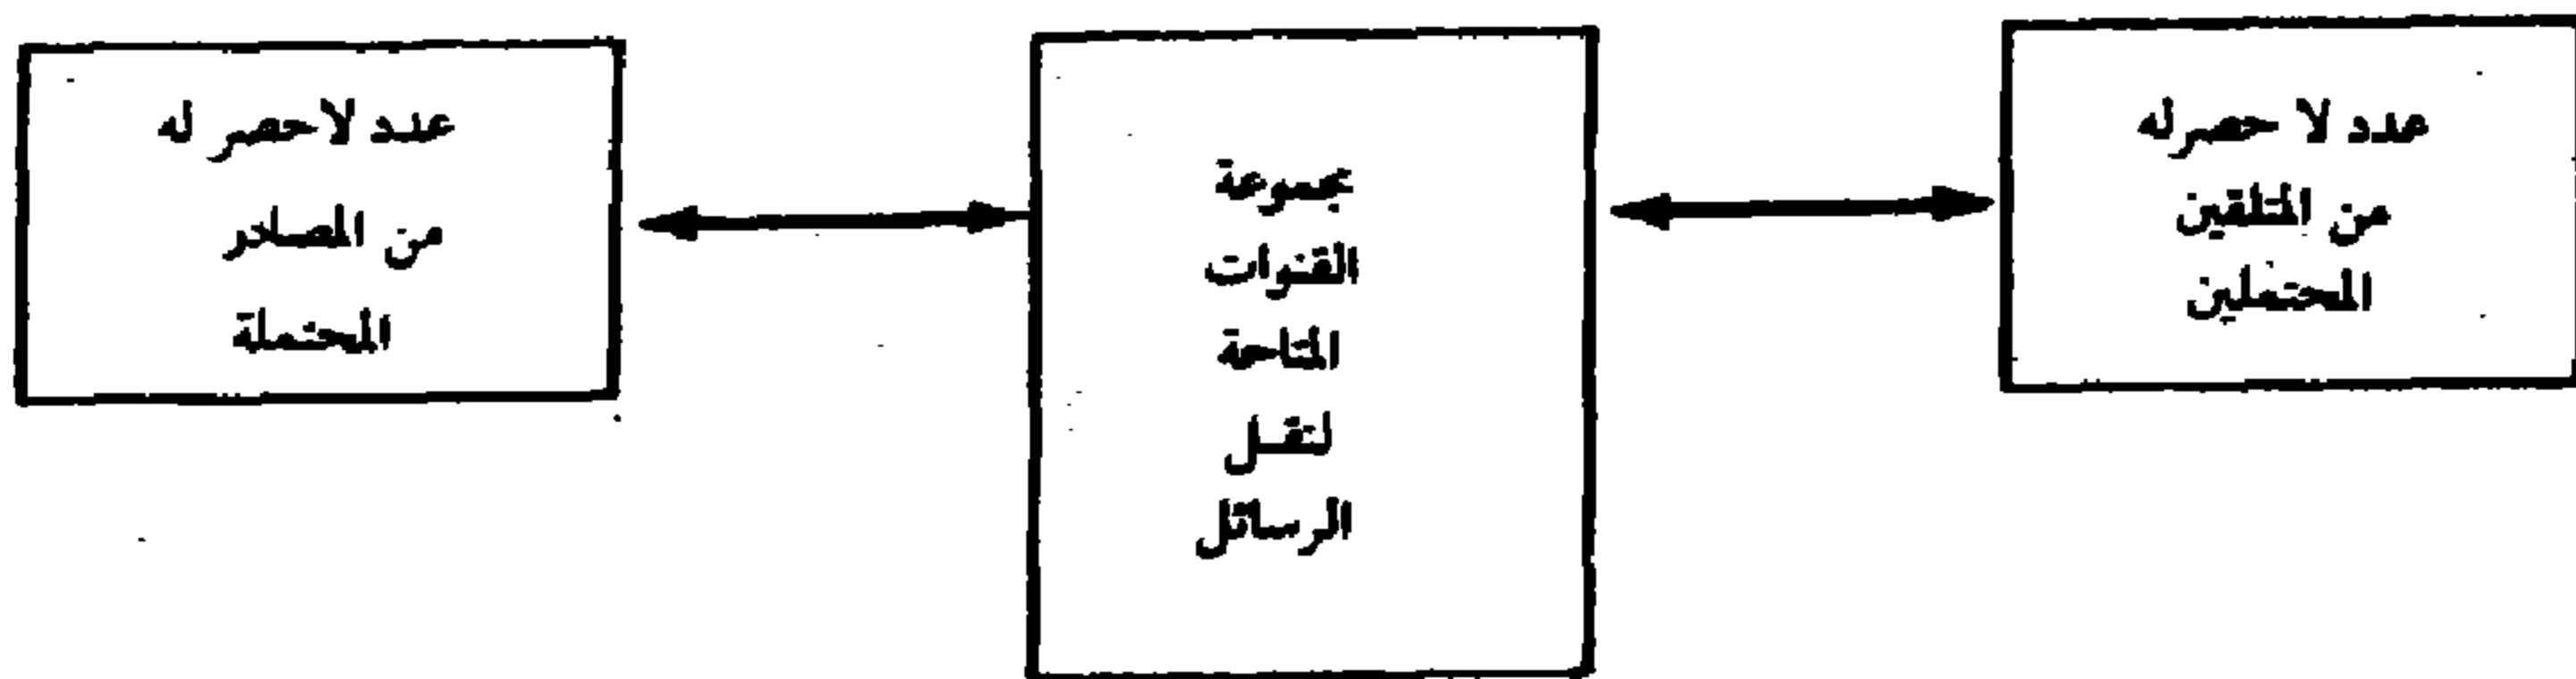 عدد لا حصر له
من المتلقين
المحتملين
مجموعة
القنوات
المتاحة
لنقل
الرسائل
عدد لا حصر له
من المصادر
المحتملة